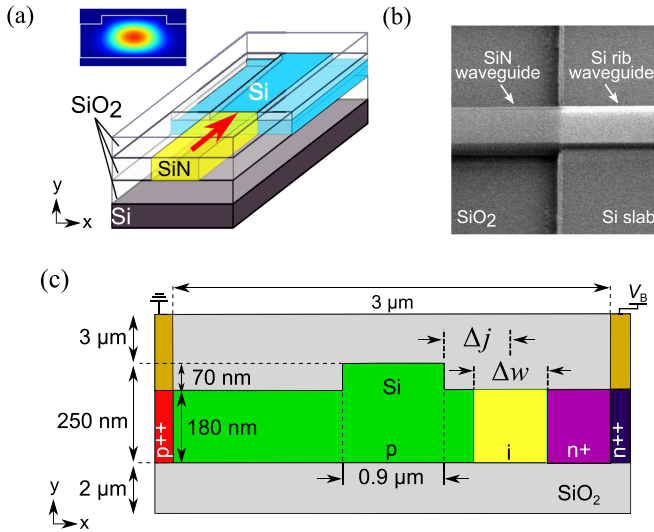 (a)
SiO2
Si
SiN
Si
y
x
(b)
SiN
waveguide
Si rib
waveguide
SiO2
Si slab
(c)
3 μm
VB
3 μm
Δj
Δw
70 nm
Si
250 nm
180 nm
p++
p
i
n+
n++
0.9 μm
2 μm
SiO2
y
x